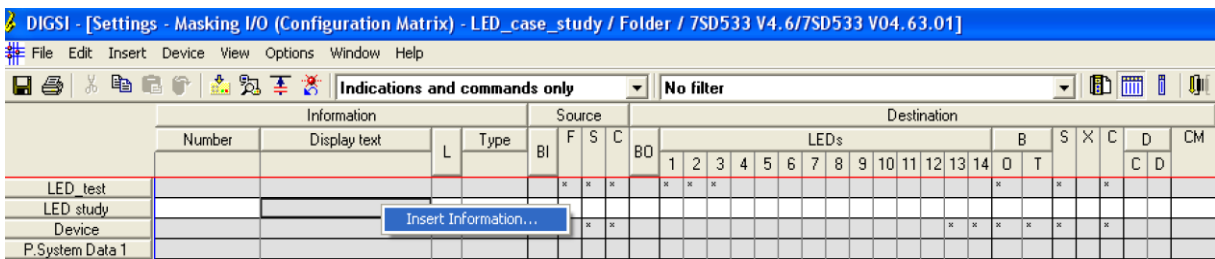 DIGSI - [Settings - Masking I/O (Configuration Matrix) - LED_case_study / Folder / 7SD533 V4.6/7SD533 V04.63.01]
File Edit Insert Device View Options Window Help
Indications and commands only No filter
Information Source Destination
Number Display text L Type BI F S C BO LEDs B S X C D CM
1 2 3 4 5 6 7 8 9 10 11 12 13 14 O T C D
LED_test * * * * * * * * *
LED study Insert Information...
Device * * * * * * * *
P.System Data 1